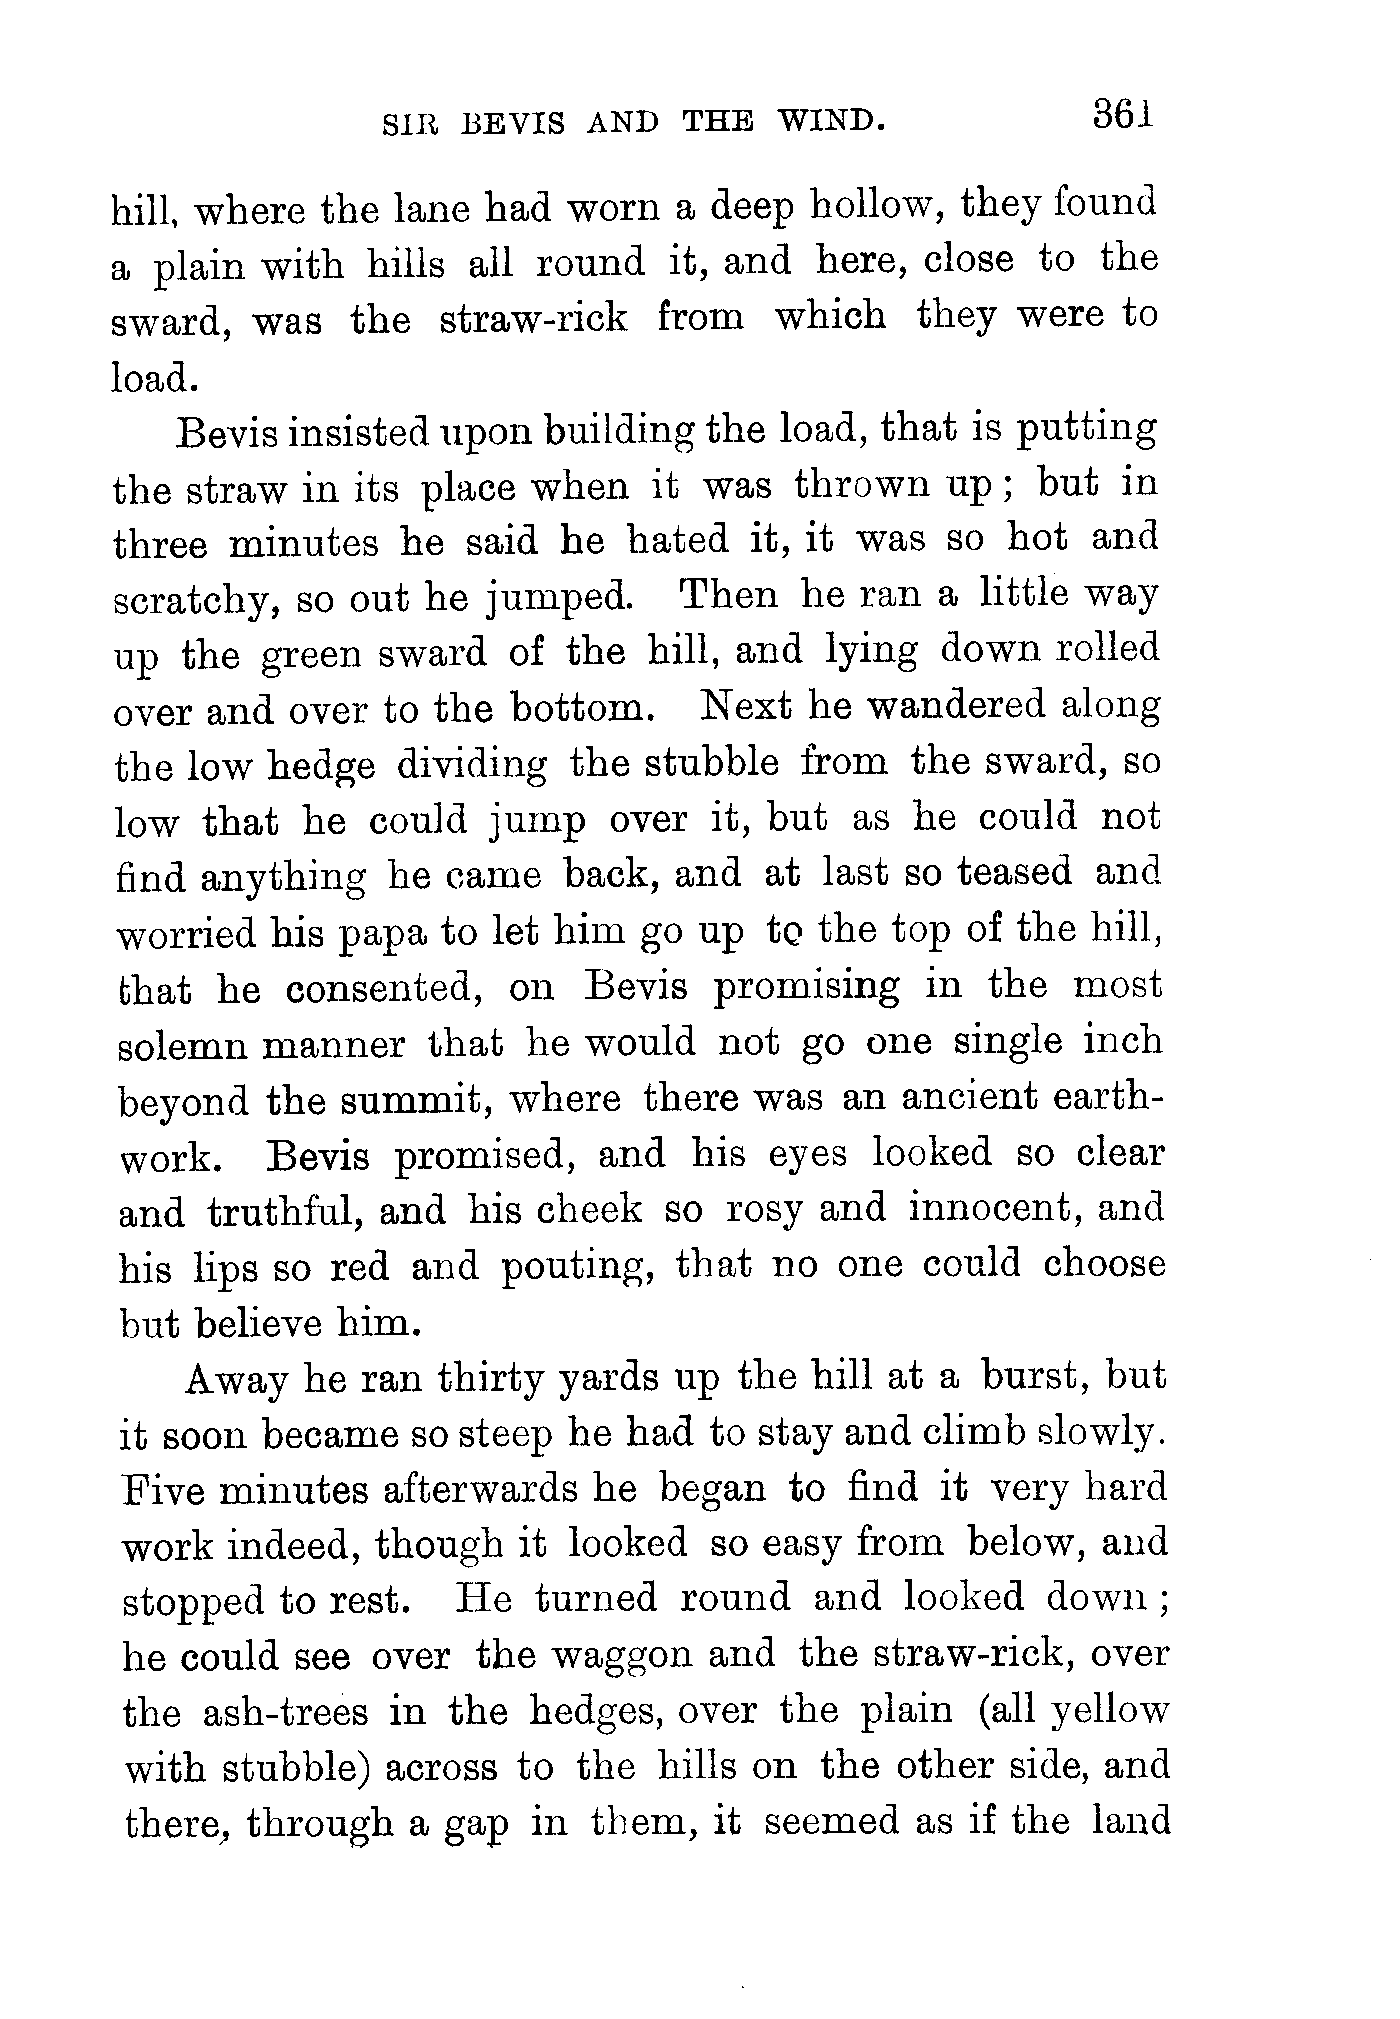 SIR BEVIS AND THE WIND. 361
hill, where the lane had worn a deep hollow, they found
a plain with hills all round it, and here, close to the
sward, was the straw-rick from which they were to
load.
Bevis insisted upon building the load, that is putting
the straw in its place when it was thrown up ; but in
three minutes he said he hated it, it was so hot and
scratchy, so out he jumped. Then he ran a little way
up the green sward of the hill, and lying down rolled
over and over to the bottom. Next he wandered along
the low hedge dividing the stubble from the sward, so
low that he could jump over it, but as he could not
find anything he came back, and at last so teased and
worried his papa to let him go up to the top of the hill,
that he consented, on Bevis promising in the most
solemn manner that he would not go one single inch
beyond the summit, where there was an ancient earth-
work. Bevis promised, and his eyes looked so clear
and truthful, and his cheek so rosy and innocent, and
his lips so red and pouting, that no one could choose
but believe him.
Away he ran thirty yards up the hill at a burst, but
it soon became so steep he had to stay and climb slowly.
Five minutes afterwards he began to find it very hard
work indeed, though it looked so easy from below, and
stopped to rest. He turned round and looked down ;
he could see over the waggon and the straw-rick, over
the ash-trees in the hedges, over the plain (all yellow
with stubble) across to the hills on the other side, and
there, through a gap in them, it seemed as if the land